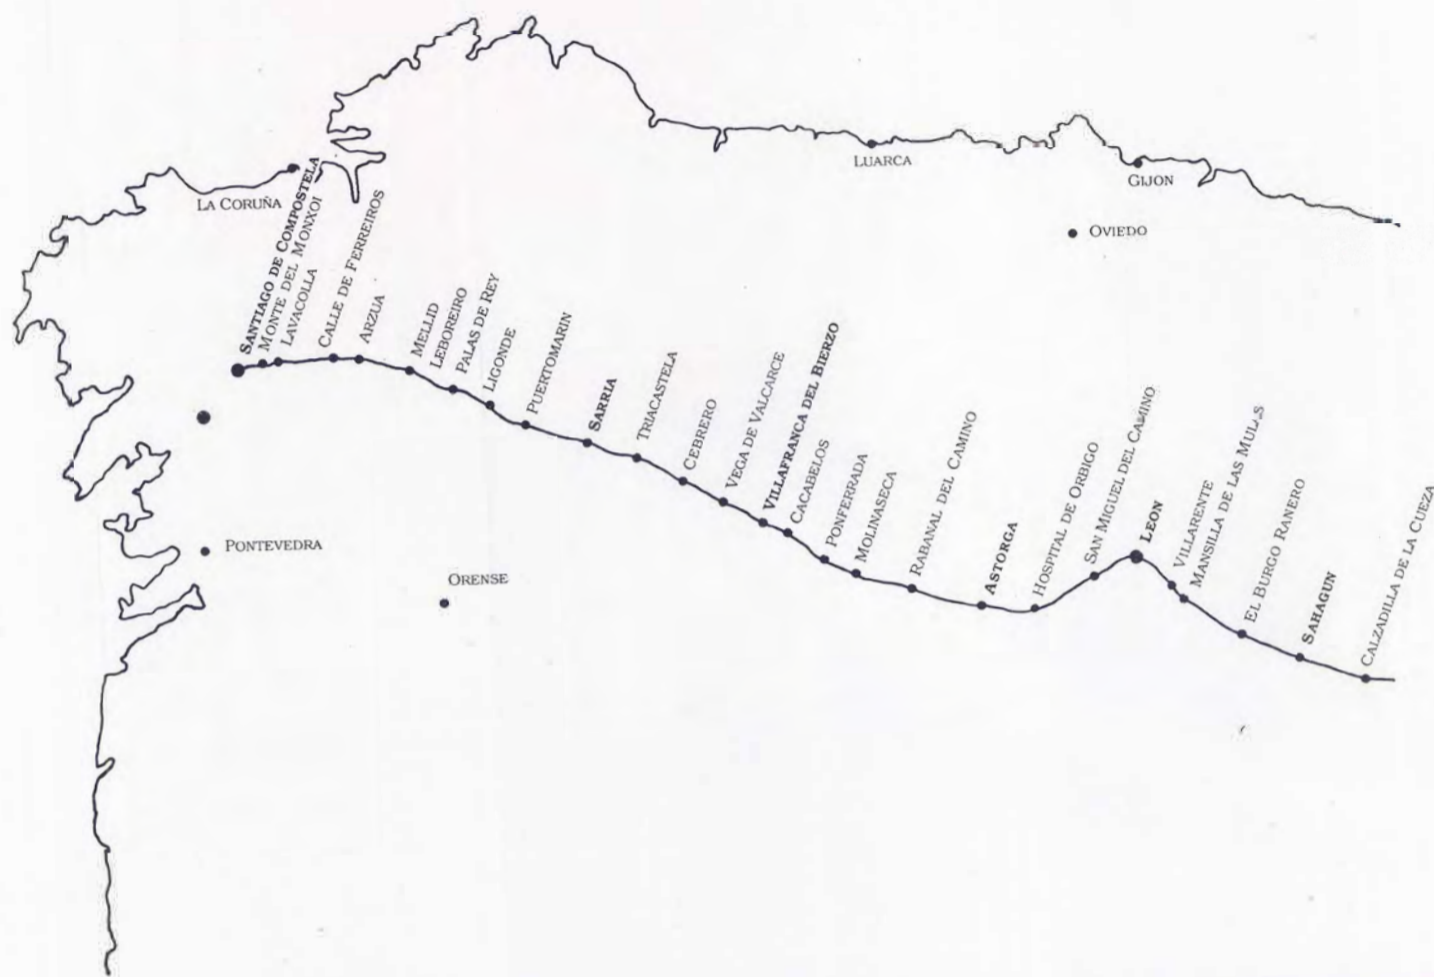 LUARCA
GIJON
OVIEDO
LA CORUÑA
SANTIAGO DE COMPOSTELA
MONTE DEL MONXOI
LAVACOLLA
CALLE DE FERREIROS
ARZUA
MELLID
LEBOREIRO
PALAS DE REY
LIGONDE
PUERTOMARIN
SARRIA
TRIACASTELA
CEBRERO
VEGA DE VALCARCE
VILLAFRANCA DEL BIERZO
CACABELOS
PONFERRADA
MOLINASECA
RABANAL DEL CAMINO
ASTORGA
HOSPITAL DE ORBIGO
SAN MIGUEL DEL CAMINO
LEON
VILLARENTE
MANSILLA DE LAS MULAS
EL BURGO RANERO
SAHAGUN
CALZADILLA DE LA CUEZA
PONTEVEDRA
ORENSE